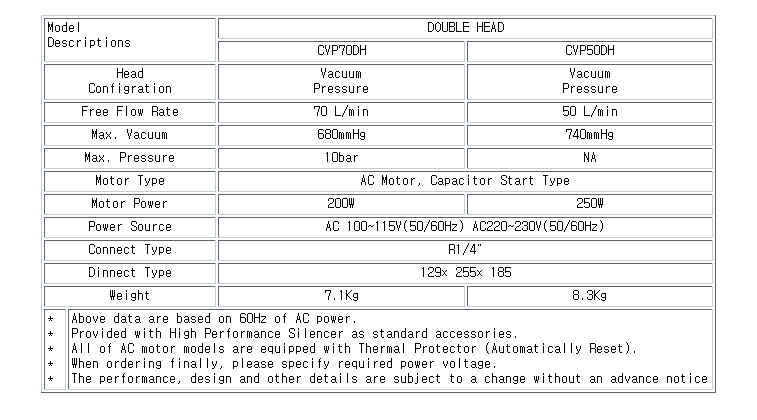 Model
Descriptions
DOUBLE HEAD
CVP70DH CVP50DH
Head
Configration
Vacuum
Pressure
Vacuum
Pressure
Free Flow Rate 70 L/min 50 L/min
Max. Vacuum 680mmHg 740mmHg
Max. Pressure 10bar NA
Motor Type AC Motor, Capacitor Start Type
Motor Power 200W 250W
Power Source AC 100~115V(50/60Hz) AC220~230V(50/60Hz)
Connect Type R1/4"
Dinnect Type 129x 255x 185
Weight 7.1Kg 8.3Kg
* Above data are based on 60Hz of AC power.
* Provided with High Performance Silencer as standard accessories.
* All of AC motor models are equipped with Thermal Protector (Automatically Reset).
* When ordering finally, please specify required power voltage.
* The performance, design and other details are subject to a change without an advance notice